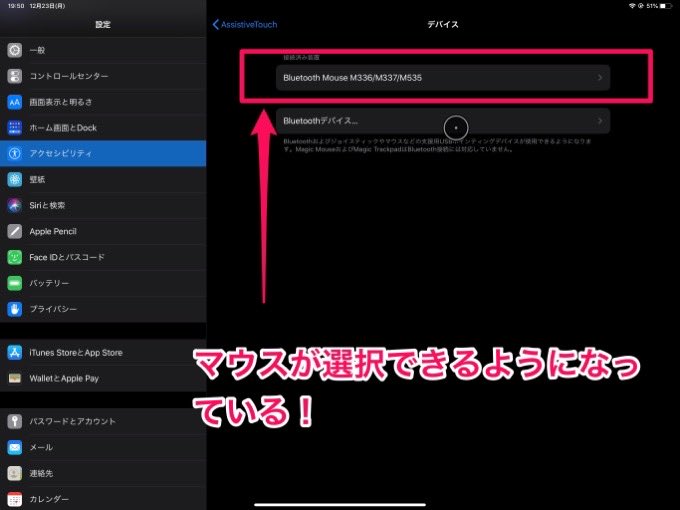 19:50 12月23日(月)
51%
設定
一般
コントロールセンター
AA
画面表示と明るさ
ホーム画面とDock
アクセシビリティ
壁紙
Siriと検索
Apple Pencil
Face IDとパスコード
バッテリー
プライバシー
iTunes StoreとApp Store
WalletとApple Pay
パスワードとアカウント
メール
連絡先
カレンダー
AssistiveTouch
デバイス
接続済み装置
Bluetooth Mouse M336/M337/M535
Bluetoothデバイス...
BluetoothおよびジョイスティックやマウスなどのUSBポインティングデバイスが使用できるようになりま
す。Magic MouseおよびMagic TrackpadはBluetooth接続には対応していません。
マウスが選択できるようになっ
ている！